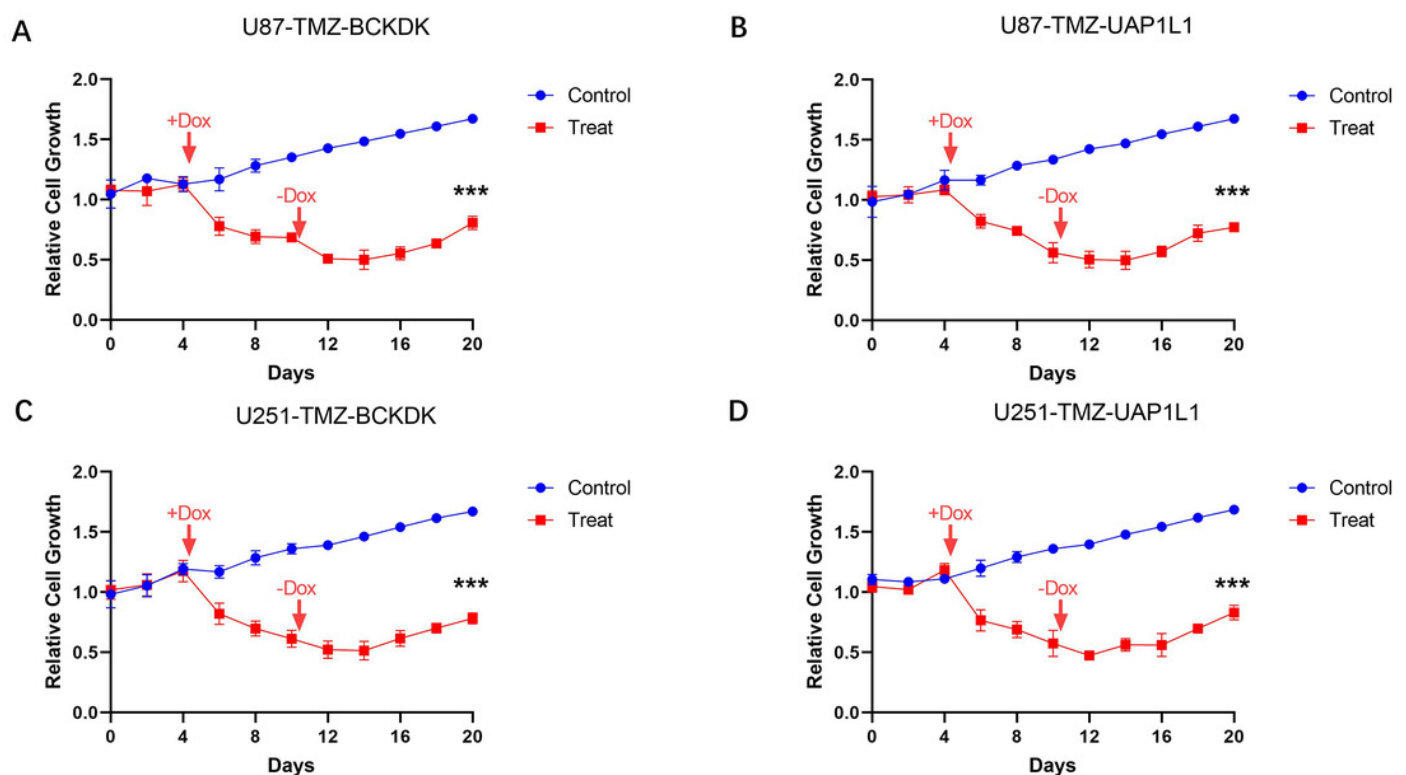 A
U87-TMZ-BCKDK
Relative Cell Growth
2.0
1.5
1.0
0.5
0.0
+Dox
-Dox
***
Control
Treat
0 4 8 12 16 20
Days
B
U87-TMZ-UAP1L1
Relative Cell Growth
2.0
1.5
1.0
0.5
0.0
+Dox
-Dox
***
Control
Treat
0 4 8 12 16 20
Days
C
U251-TMZ-BCKDK
Relative Cell Growth
2.0
1.5
1.0
0.5
0.0
+Dox
-Dox
***
Control
Treat
0 4 8 12 16 20
Days
D
U251-TMZ-UAP1L1
Relative Cell Growth
2.0
1.5
1.0
0.5
0.0
+Dox
-Dox
***
Control
Treat
0 4 8 12 16 20
Days